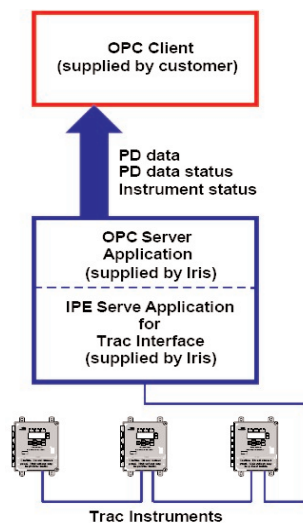 OPC Client
(supplied by customer)
PD data
PD data status
Instrument status
OPC Server
Application
(supplied by Iris)
IPE Serve Application
for
Trac Interface
(supplied by Iris)
Trac Instruments